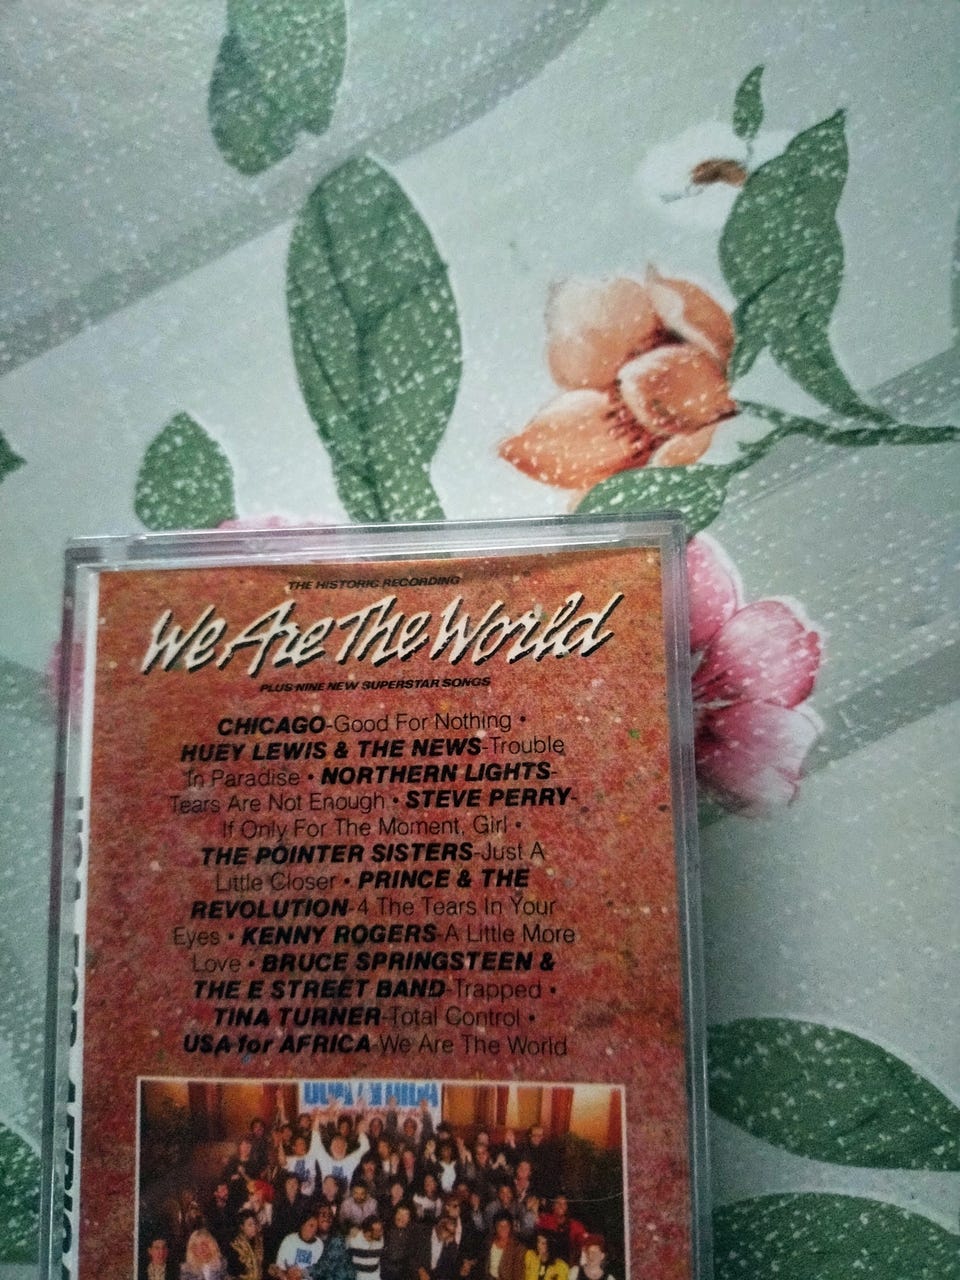 THE HISTORIC RECORDING
We Are The World
PLUS NINE NEW SUPERSTAR SONGS
CHICAGO-Good For Nothing •
HUEY LEWIS & THE NEWS-Trouble
In Paradise • NORTHERN LIGHTS-
Tears Are Not Enough • STEVE PERRY-
If Only For The Moment, Girl •
THE POINTER SISTERS-Just A
Little Closer • PRINCE & THE
REVOLUTION-4 The Tears In Your
Eyes • KENNY ROGERS-A Little More
Love • BRUCE SPRINGSTEEN &
THE E STREET BAND-Trapped •
TINA TURNER-Total Control •
USA for AFRICA-We Are The World